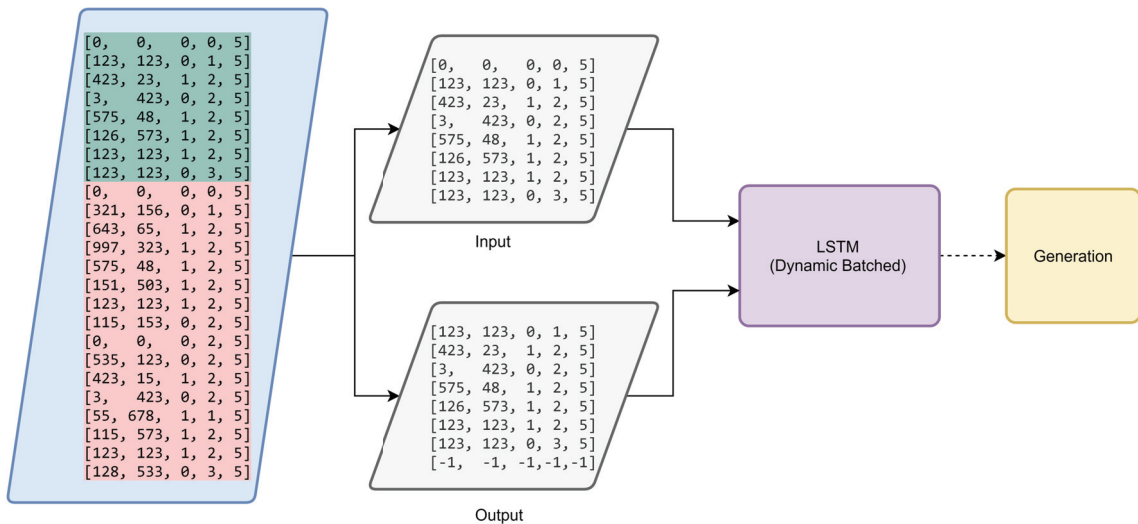 [0, 0, 0, 0, 5]
[123, 123, 0, 1, 5]
[423, 23, 1, 2, 5]
[3, 423, 0, 2, 5]
[575, 48, 1, 2, 5]
[126, 573, 1, 2, 5]
[123, 123, 1, 2, 5]
[123, 123, 0, 3, 5]
[0, 0, 0, 0, 5]
[321, 156, 0, 1, 5]
[643, 65, 1, 2, 5]
[997, 323, 1, 2, 5]
[575, 48, 1, 2, 5]
[151, 503, 1, 2, 5]
[123, 123, 1, 2, 5]
[115, 153, 0, 2, 5]
[0, 0, 0, 2, 5]
[535, 123, 0, 2, 5]
[423, 15, 1, 2, 5]
[3, 423, 0, 2, 5]
[55, 678, 1, 1, 5]
[115, 573, 1, 2, 5]
[123, 123, 1, 2, 5]
[128, 533, 0, 3, 5]
[0, 0, 0, 0, 5]
[123, 123, 0, 1, 5]
[423, 23, 1, 2, 5]
[3, 423, 0, 2, 5]
[575, 48, 1, 2, 5]
[126, 573, 1, 2, 5]
[123, 123, 1, 2, 5]
[123, 123, 0, 3, 5]
Input
[123, 123, 0, 1, 5]
[423, 23, 1, 2, 5]
[3, 423, 0, 2, 5]
[575, 48, 1, 2, 5]
[126, 573, 1, 2, 5]
[123, 123, 1, 2, 5]
[123, 123, 0, 3, 5]
[-1, -1, -1,-1,-1]
Output
LSTM
(Dynamic Batched)
Generation